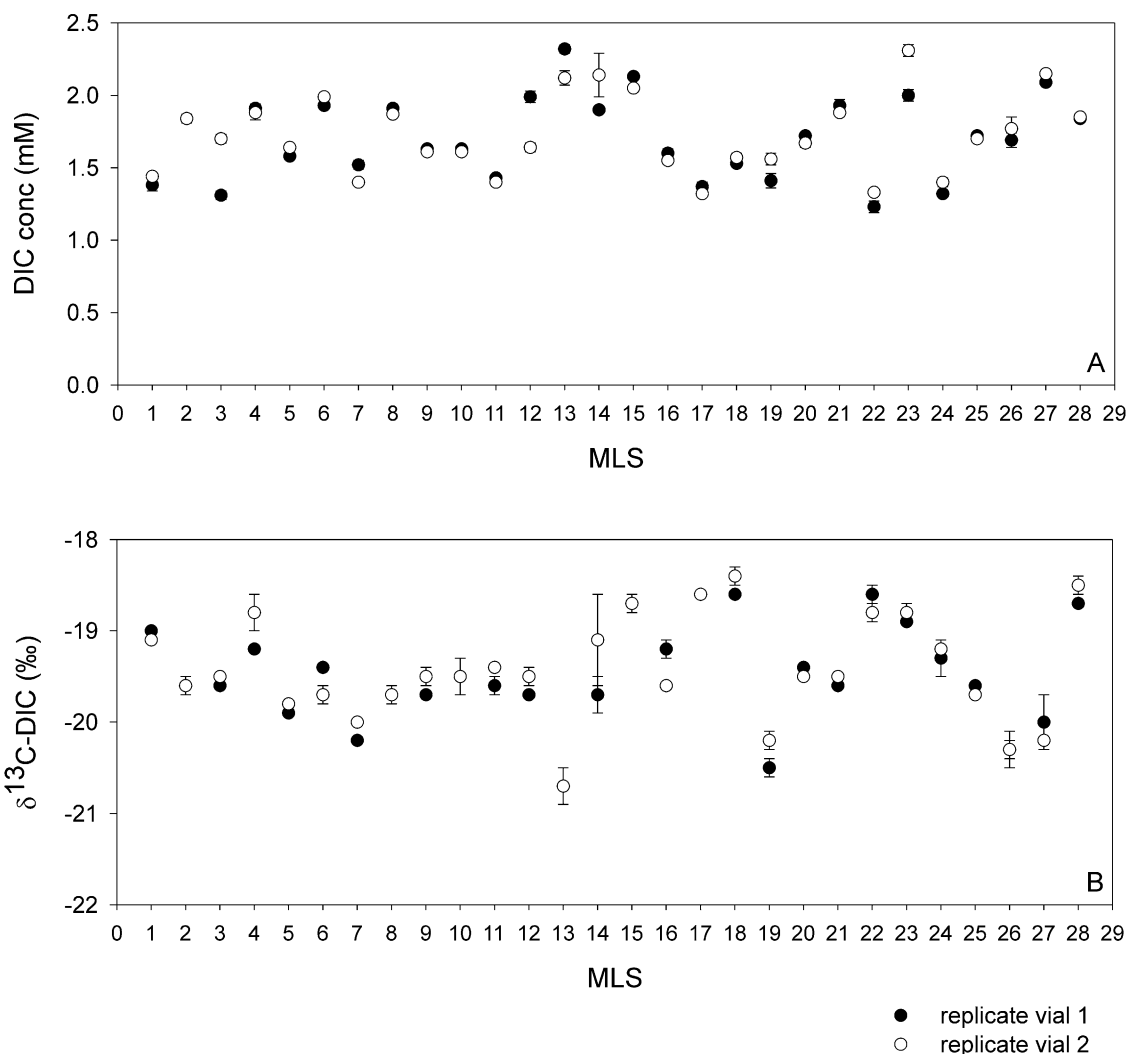 2.5
2.0
1.5
1.0
0.5
0.0
DIC conc (mM)
A
0 1 2 3 4 5 6 7 8 9 10 11 12 13 14 15 16 17 18 19 20 21 22 23 24 25 26 27 28 29
MLS
-18
-19
-20
-21
-22
δ13C-DIC (‰)
B
0 1 2 3 4 5 6 7 8 9 10 11 12 13 14 15 16 17 18 19 20 21 22 23 24 25 26 27 28 29
MLS
replicate vial 1
replicate vial 2